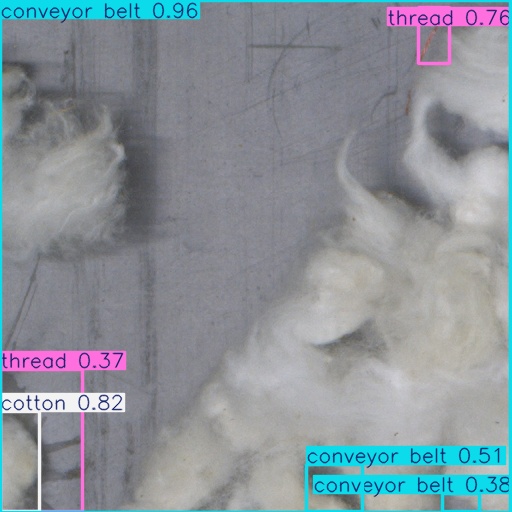 conveyor belt 0.96
thread 0.76
thread 0.37
cotton 0.82
conveyor belt 0.51
conveyor belt 0.38